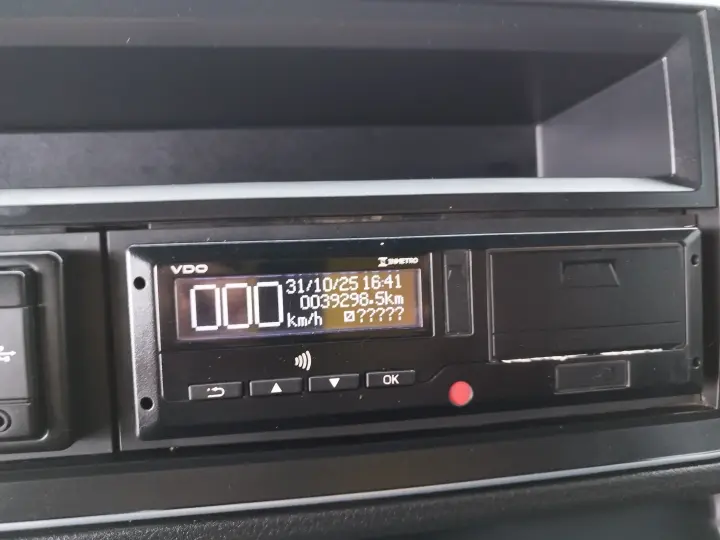 VDO
INMETRO
000
km/h
31/10/25 16:41
0039298.5km
?????
OK